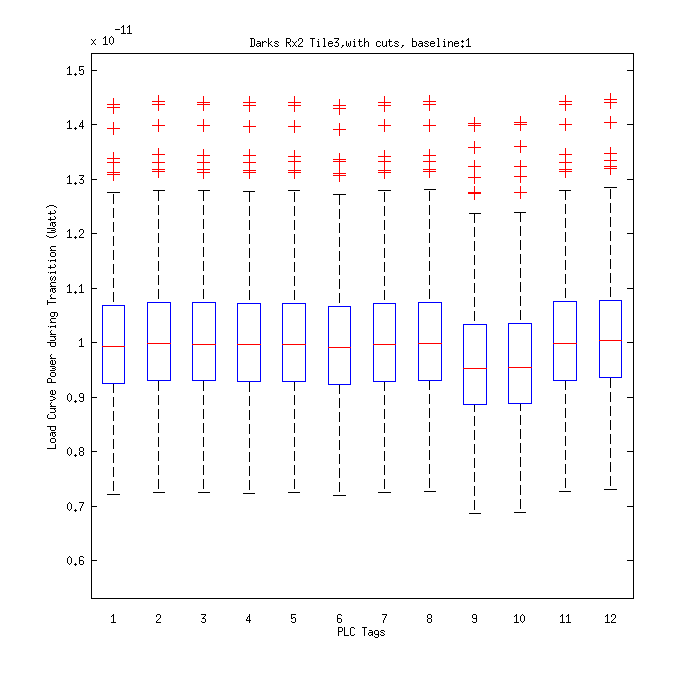 x 10^-11
Darks Rx2 Tile3,with cuts, baseline:1
1.5
1.4
1.3
1.2
1.1
1
0.9
0.8
0.7
0.6
Load Curve Power during Transition (Watt)
1 2 3 4 5 6 7 8 9 10 11 12
PLC Tags